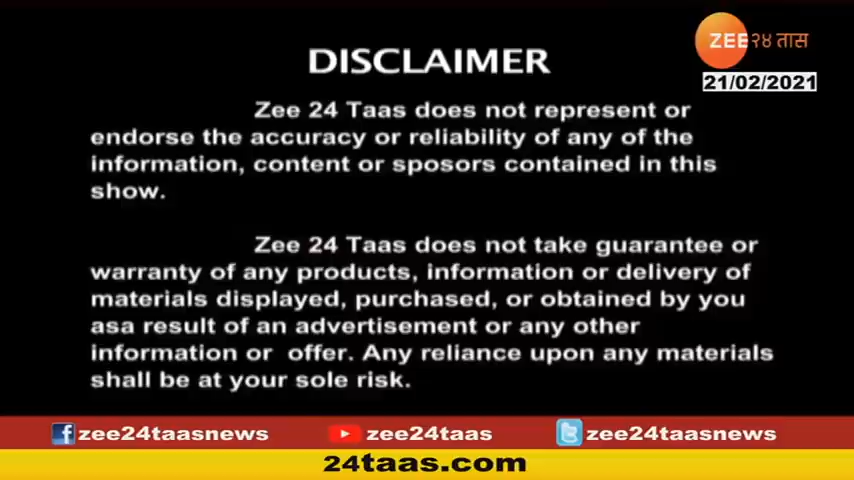 ZEE २४ तास
21/02/2021
DISCLAIMER
Zee 24 Taas does not represent or
endorse the accuracy or reliability of any of the
information, content or sposors contained in this
show.
Zee 24 Taas does not take guarantee or
warranty of any products, information or delivery of
materials displayed, purchased, or obtained by you
asa result of an advertisement or any other
information or offer. Any reliance upon any materials
shall be at your sole risk.
zee24taasnews zee24taas zee24taasnews
24taas.com